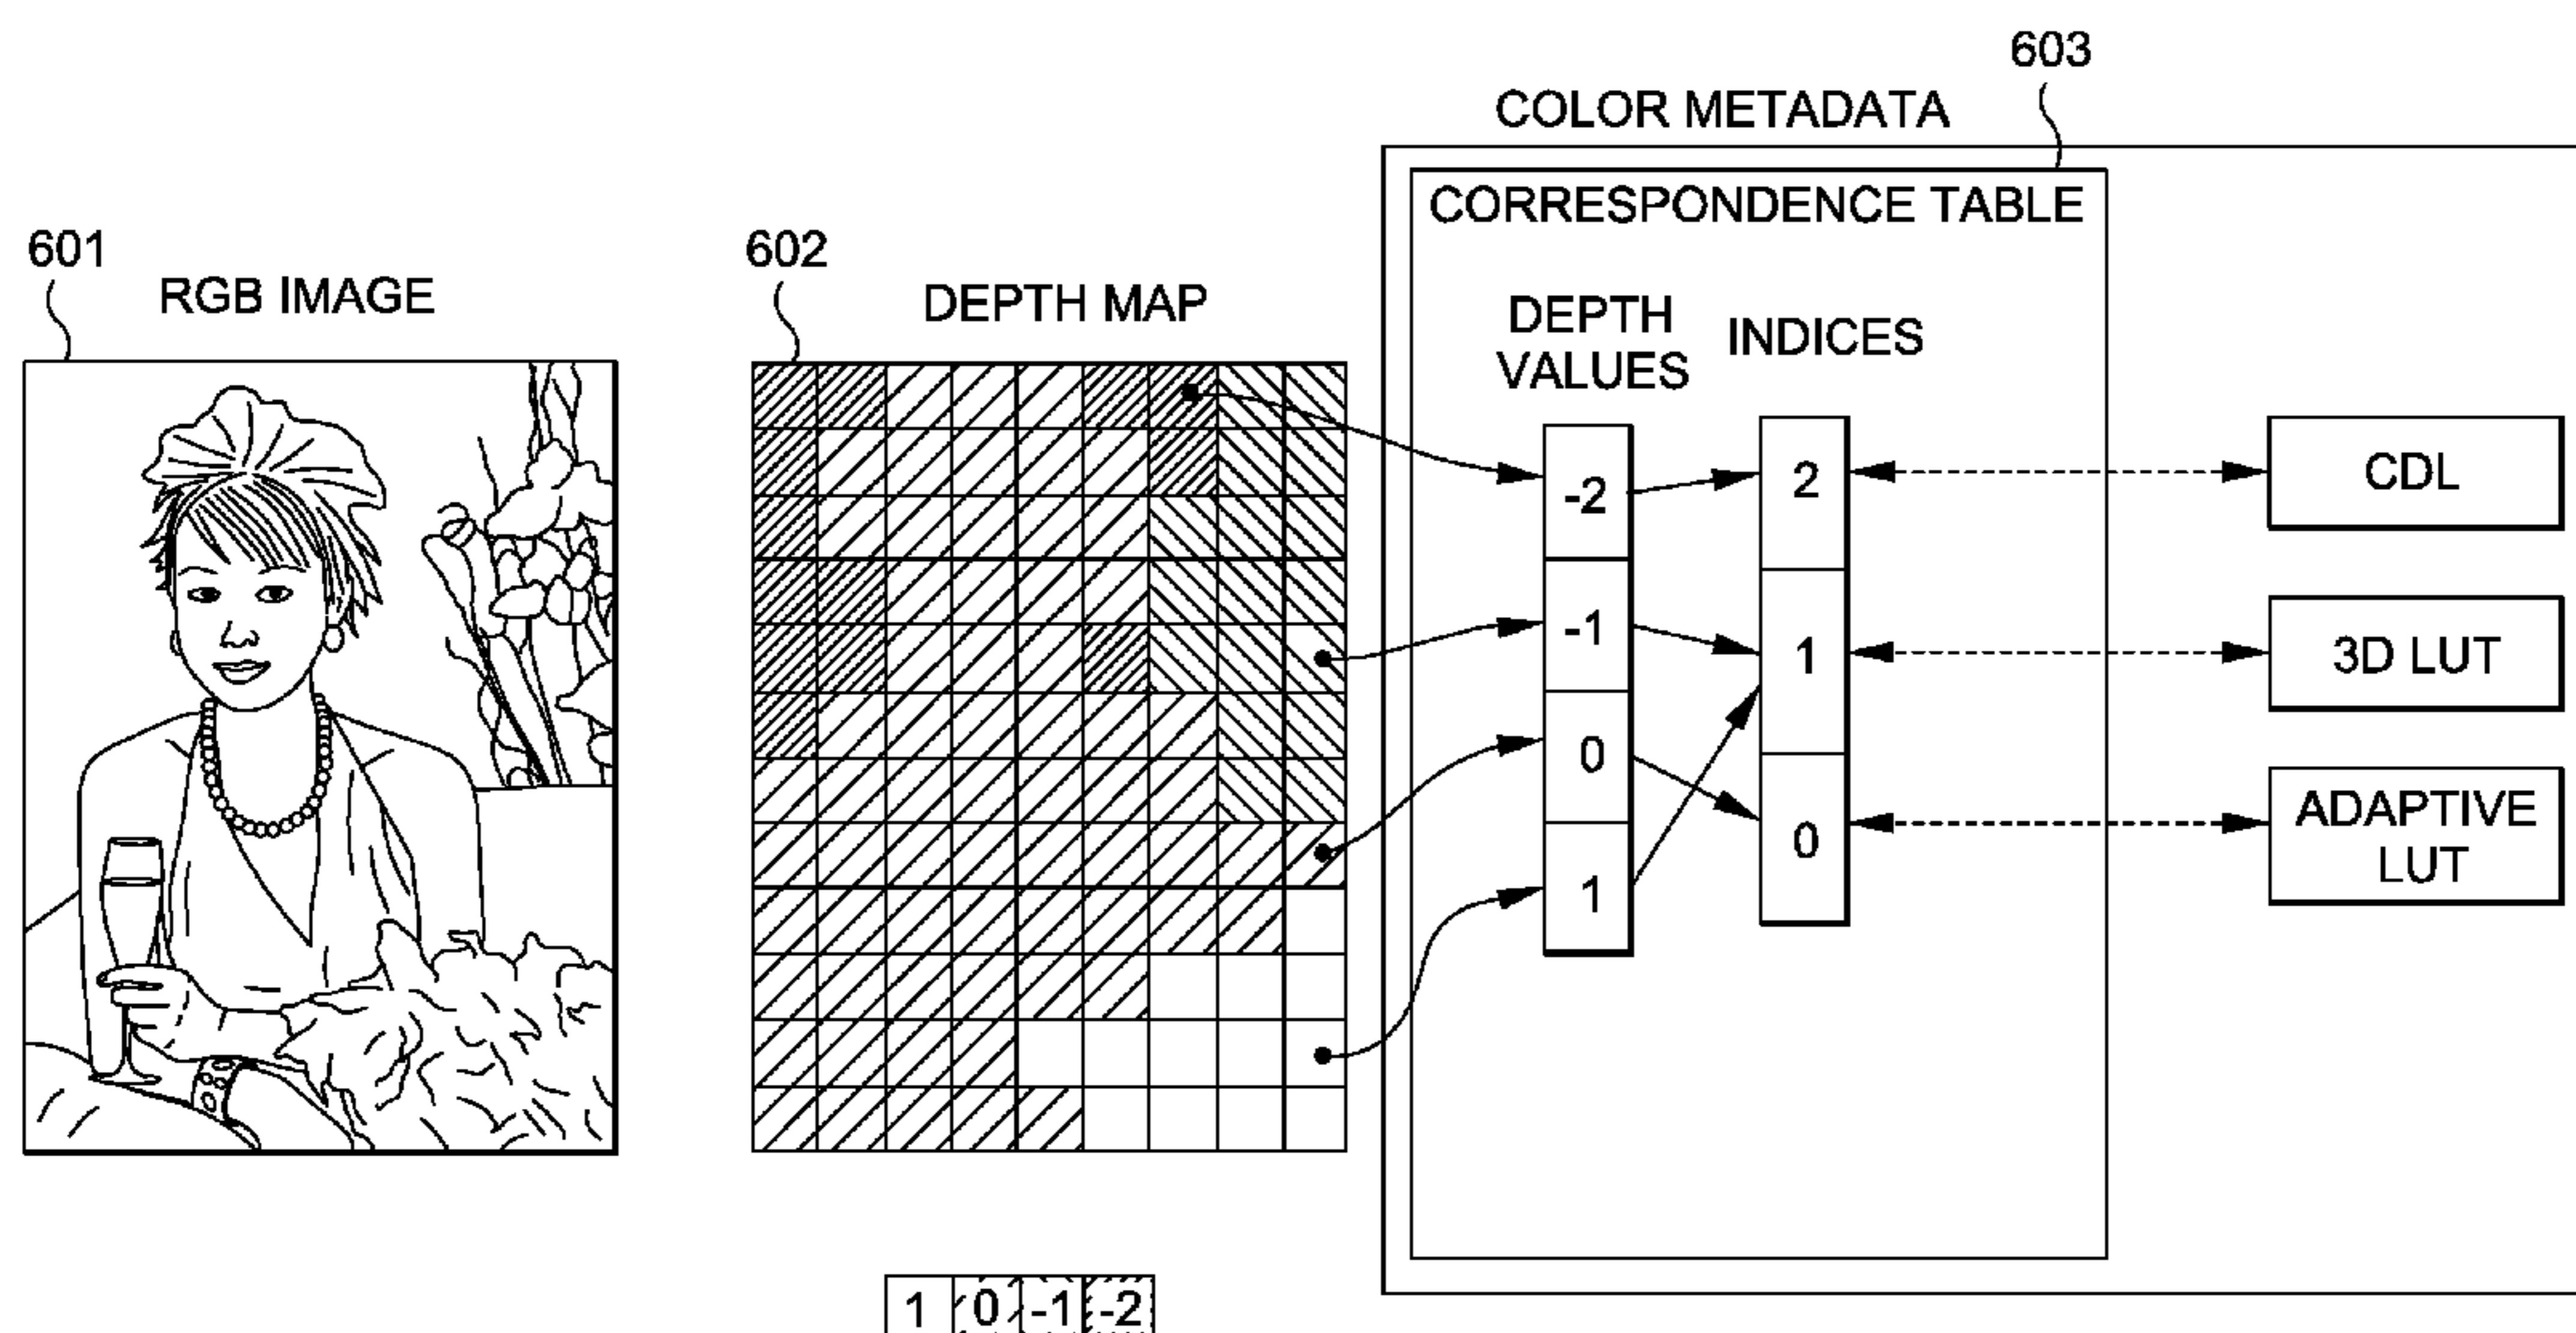 603
COLOR METADATA
CORRESPONDENCE TABLE
601
RGB IMAGE
602
DEPTH MAP
DEPTH
VALUES
INDICES
-2
-1
0
1
2
1
0
CDL
3D LUT
ADAPTIVE
LUT
1 0 -1 -2